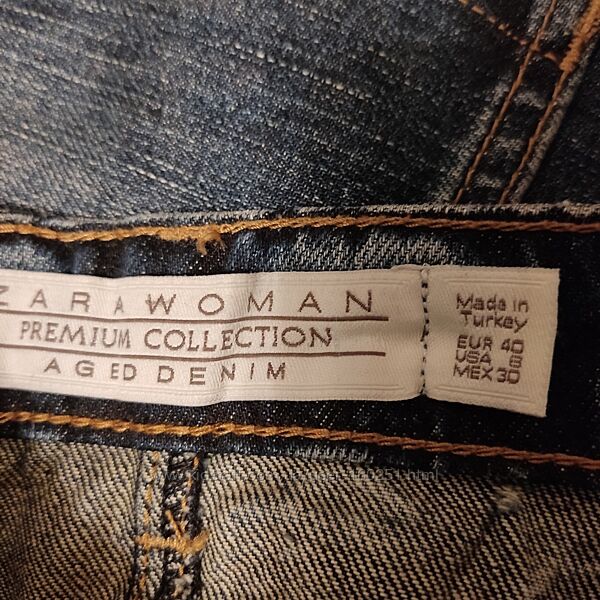 ZARA WOMAN
PREMIUM COLLECTION
AGED DENIM
Made in
Turkey
EUR 40
USA 8
MEX 30